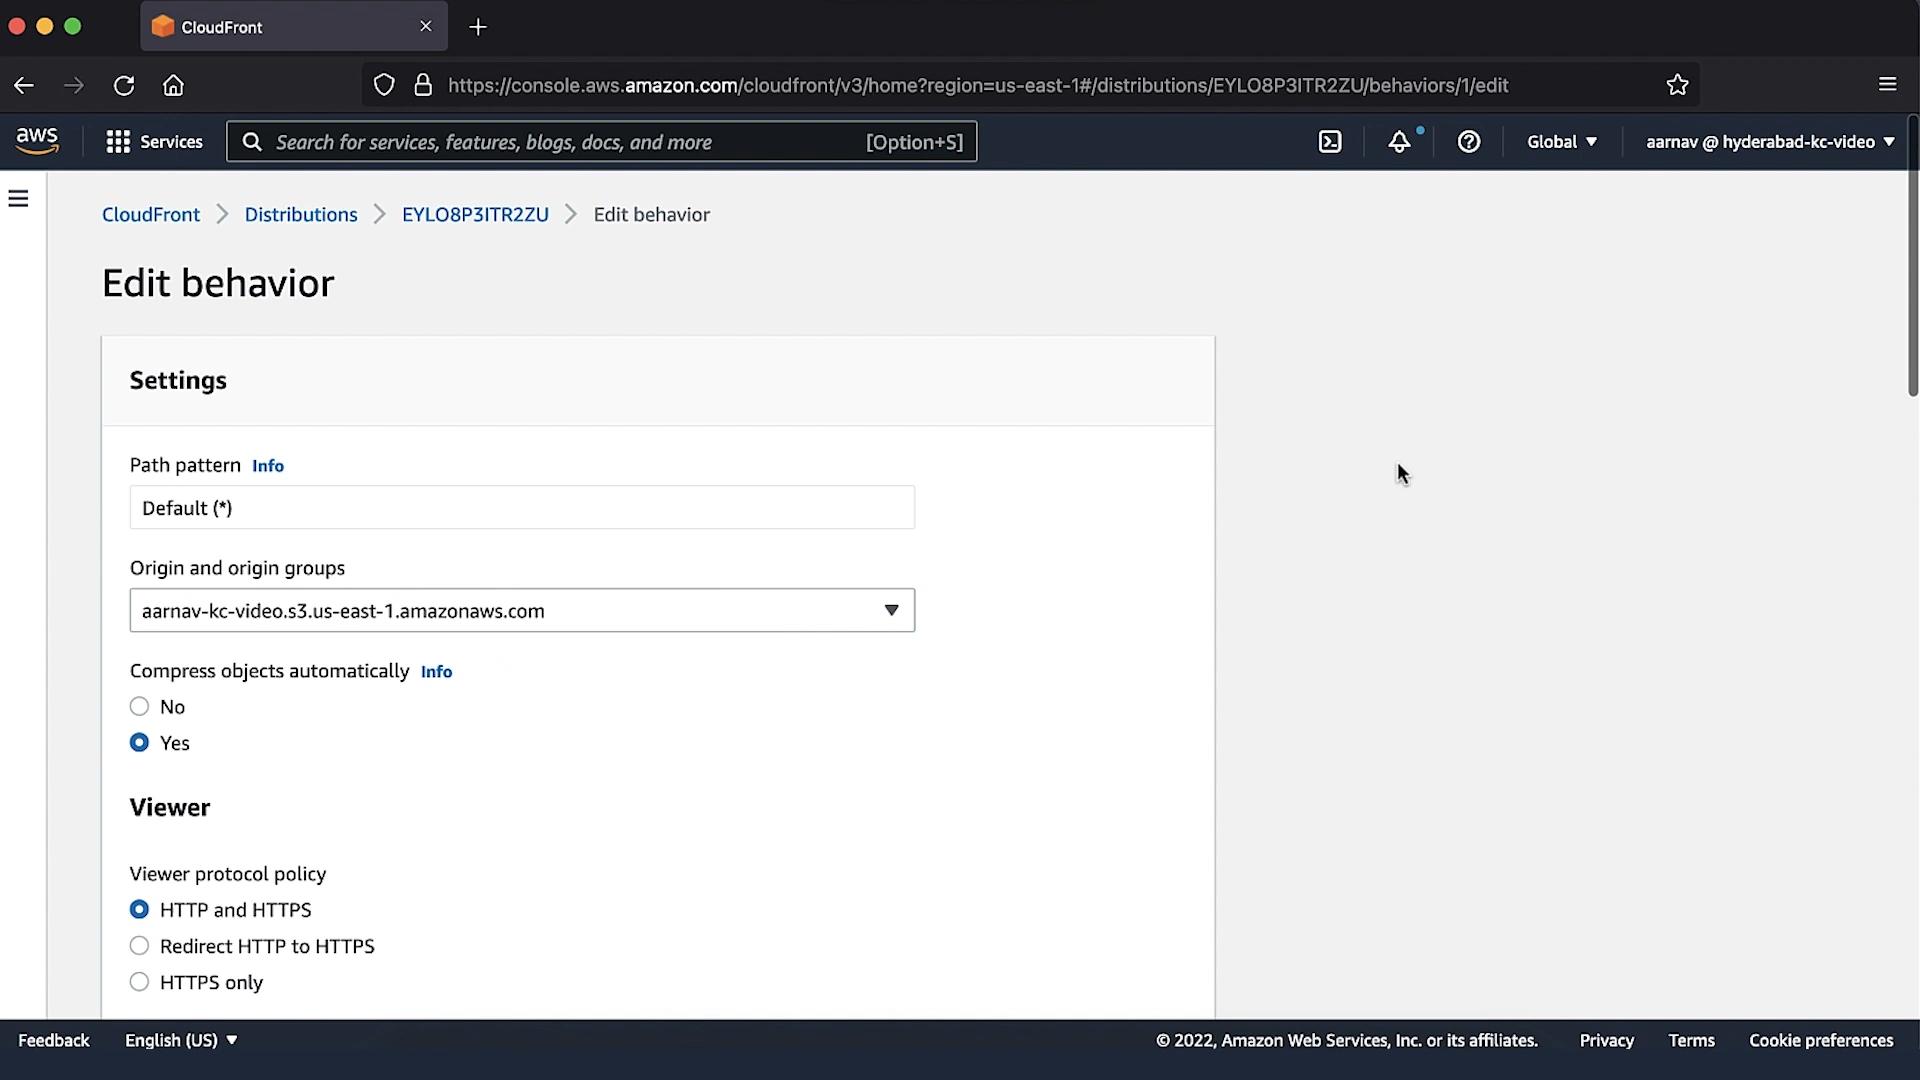 CloudFront
https://console.aws.amazon.com/cloudfront/v3/home?region=us-east-1#/distributions/EYLO8P3ITR2ZU/behaviors/1/edit
aws Services Search for services, features, blogs, docs, and more [Option+S] Global aarnav @ hyderabad-kc-video
CloudFront Distributions EYLO8P3ITR2ZU Edit behavior
Edit behavior
Settings
Path pattern Info
Default (*)
Origin and origin groups
aarnav-kc-video.s3.us-east-1.amazonaws.com
Compress objects automatically Info
No
Yes
Viewer
Viewer protocol policy
HTTP and HTTPS
Redirect HTTP to HTTPS
HTTPS only
Feedback English (US) © 2022, Amazon Web Services, Inc. or its affiliates. Privacy Terms Cookie preferences